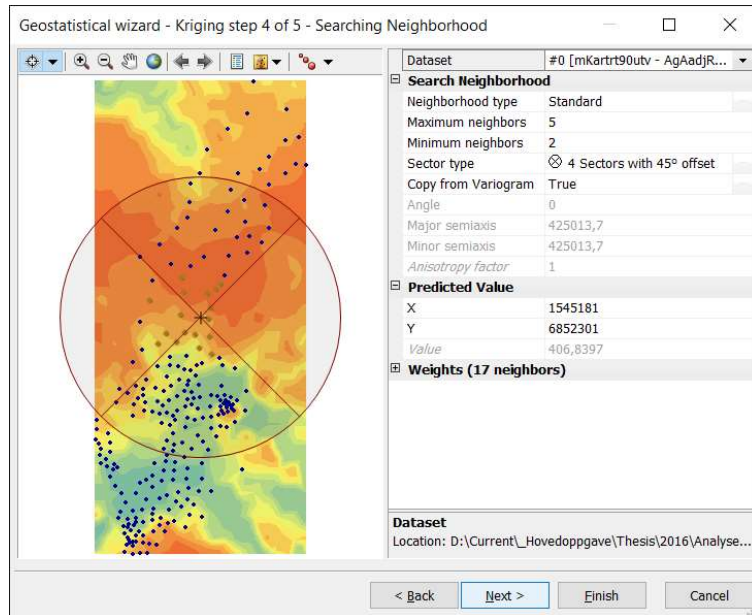 Geostatistical wizard - Kriging step 4 of 5 - Searching Neighborhood
Dataset #0 [mKartrt90utv - AgAadjR...
Search Neighborhood
Neighborhood type Standard
Maximum neighbors 5
Minimum neighbors 2
Sector type 4 Sectors with 45º offset
Copy from Variogram True
Angle 0
Major semiaxis 425013,7
Minor semiaxis 425013,7
Anisotropy factor 1
Predicted Value
X 1545181
Y 6852301
Value 406,8397
Weights (17 neighbors)
Dataset
Location: D:\Current\_Hovedoppgave\Thesis\2016\Analyse...
< Back Next > Finish Cancel